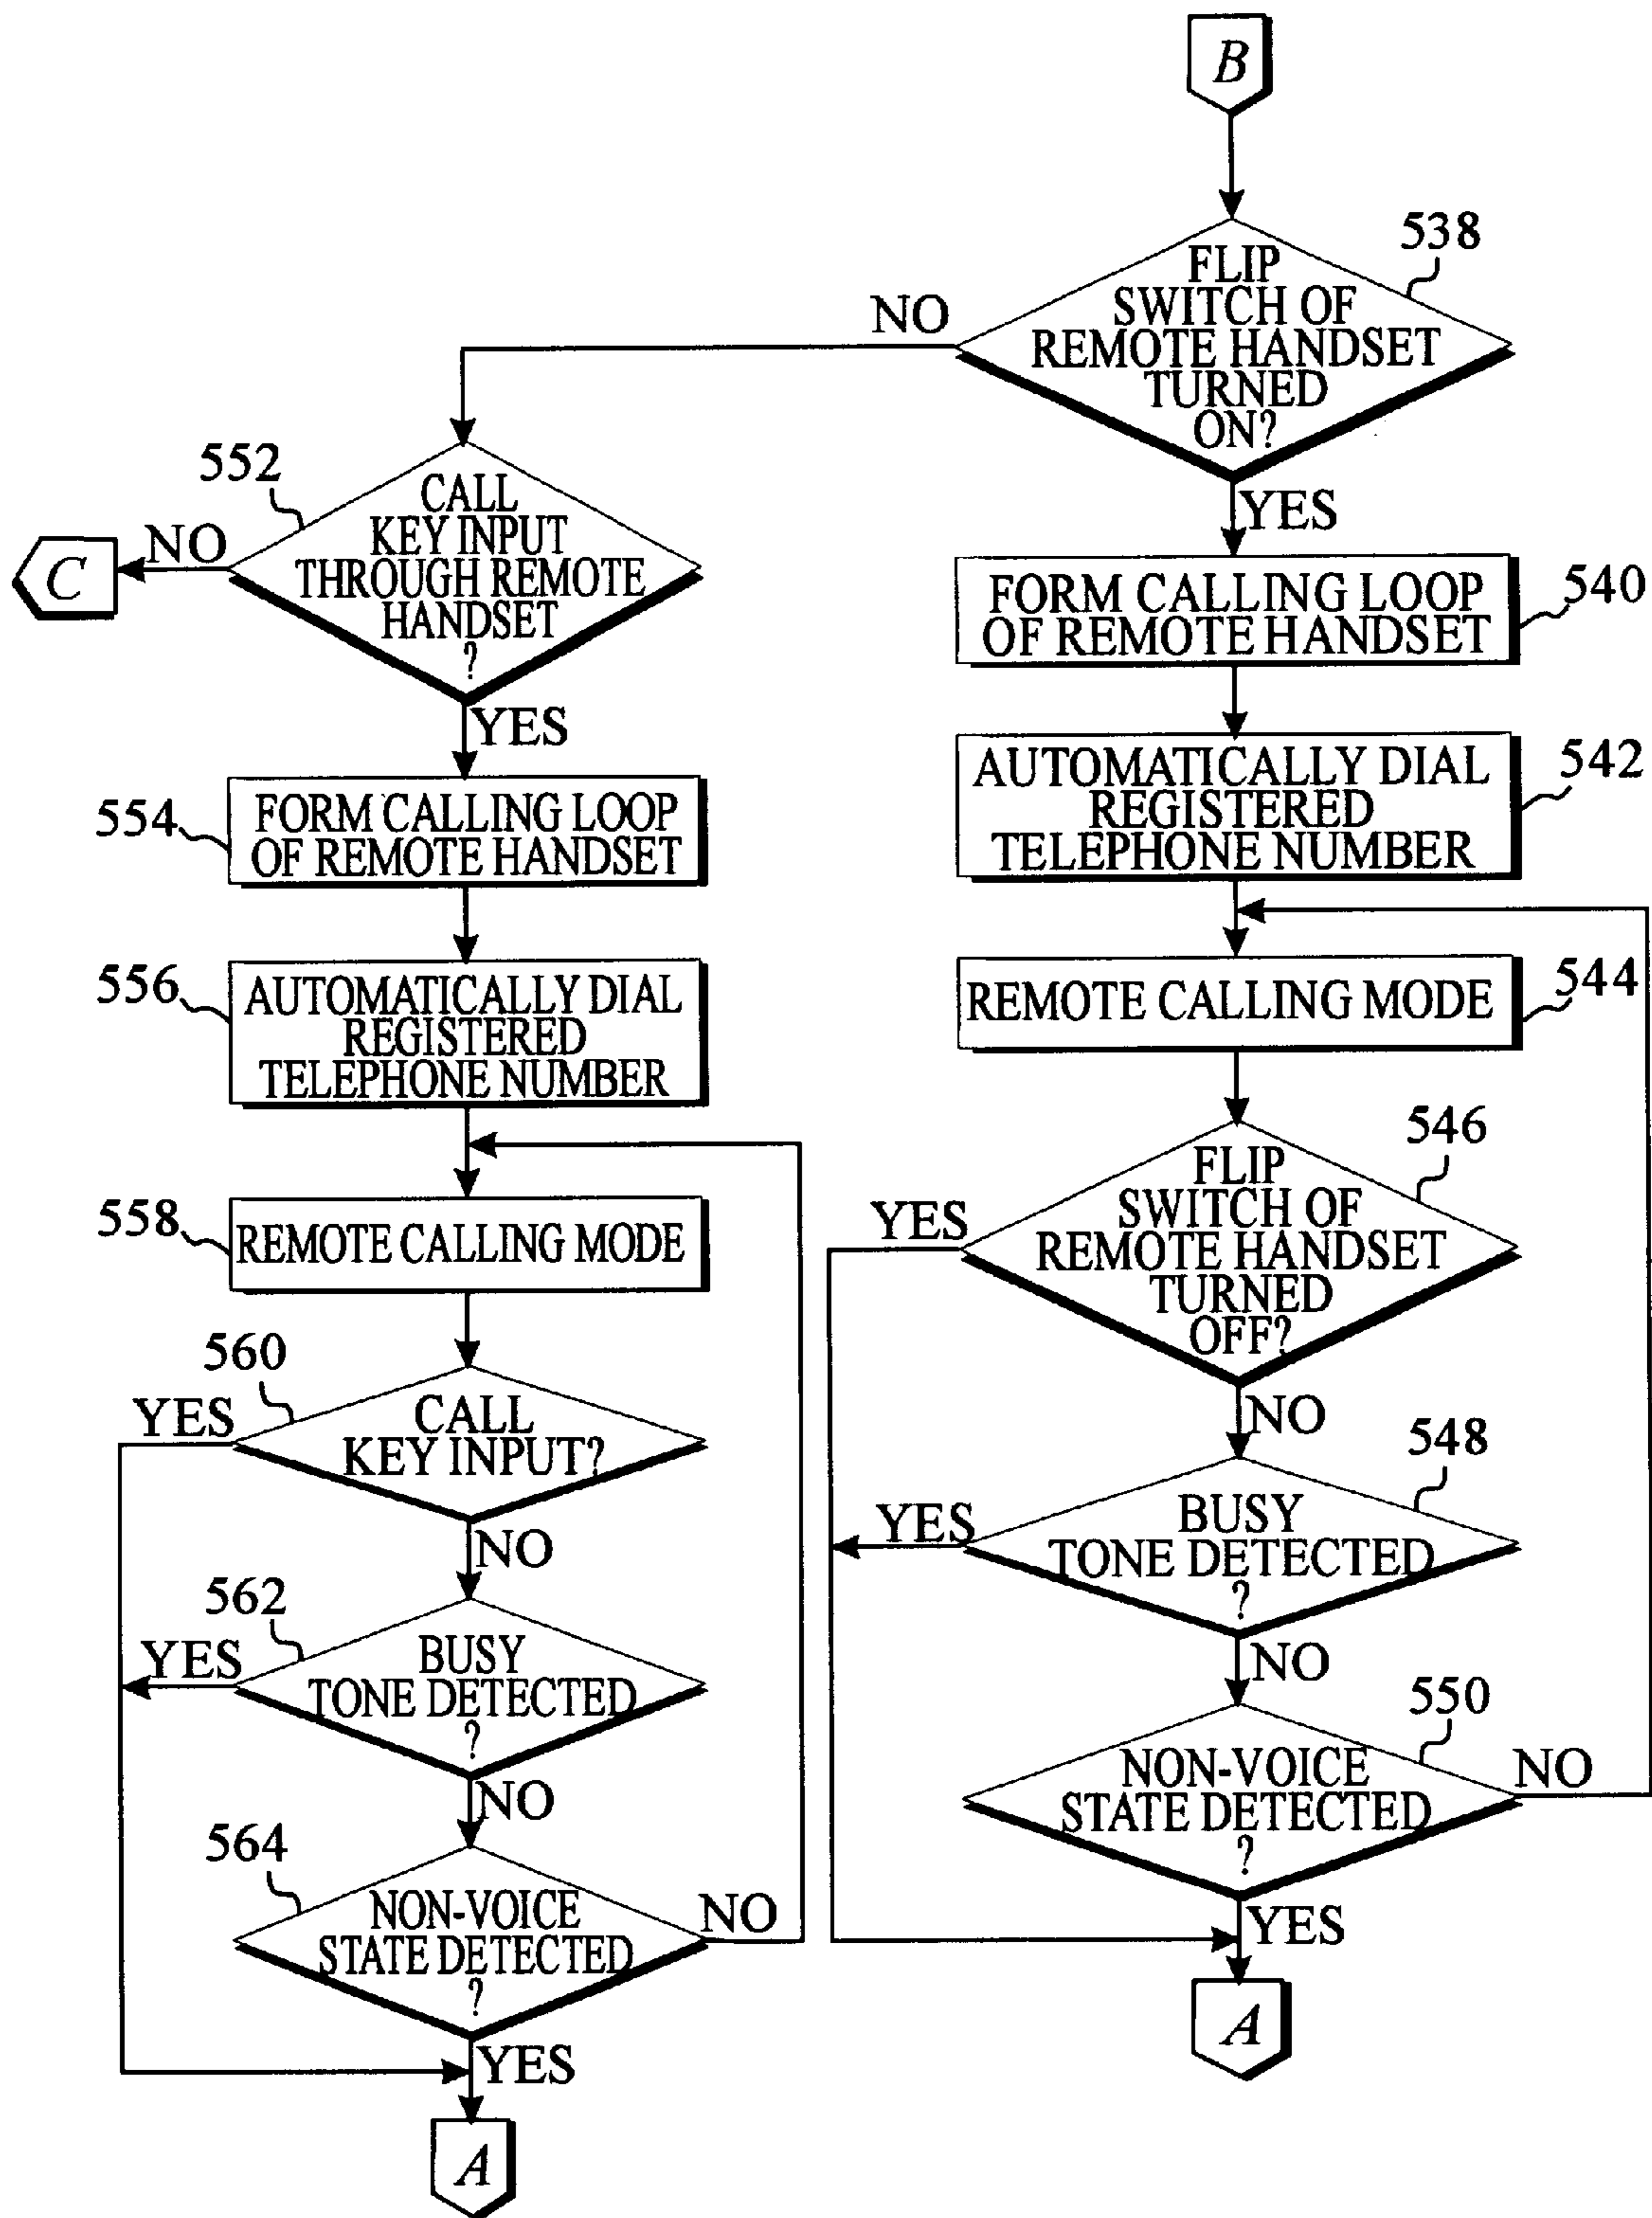 B
538
FLIP
SWITCH OF
REMOTE HANDSET
TURNED
ON?
NO
YES
552
CALL
KEY INPUT
THROUGH REMOTE
HANDSET
?
NO
C
YES
540
FORM CALLING LOOP
OF REMOTE HANDSET
542
AUTOMATICALLY DIAL
REGISTERED
TELEPHONE NUMBER
544
REMOTE CALLING MODE
546
FLIP
SWITCH OF
REMOTE HANDSET
TURNED
OFF?
YES
NO
548
BUSY
TONE DETECTED
?
YES
NO
550
NON-VOICE
STATE DETECTED
?
NO
YES
A
554
FORM CALLING LOOP
OF REMOTE HANDSET
556
AUTOMATICALLY DIAL
REGISTERED
TELEPHONE NUMBER
558
REMOTE CALLING MODE
560
CALL
KEY INPUT?
YES
NO
562
BUSY
TONE DETECTED
?
YES
NO
564
NON-VOICE
STATE DETECTED
?
NO
YES
A